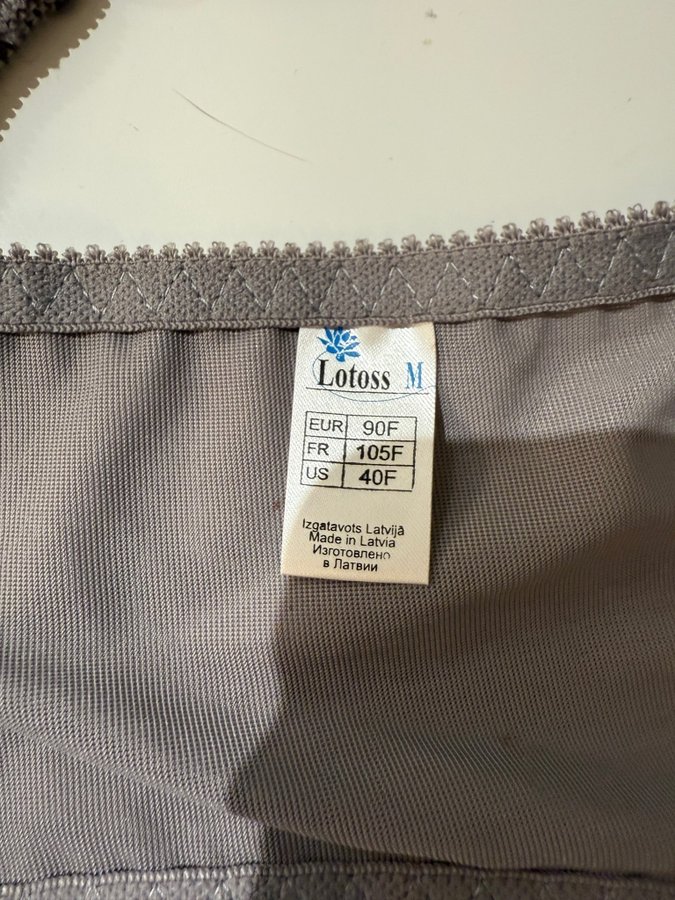 Lotoss M
EUR 90F
FR 105F
US 40F
Izgatavots Latvijā
Made in Latvia
Изготовлено
в Латвии